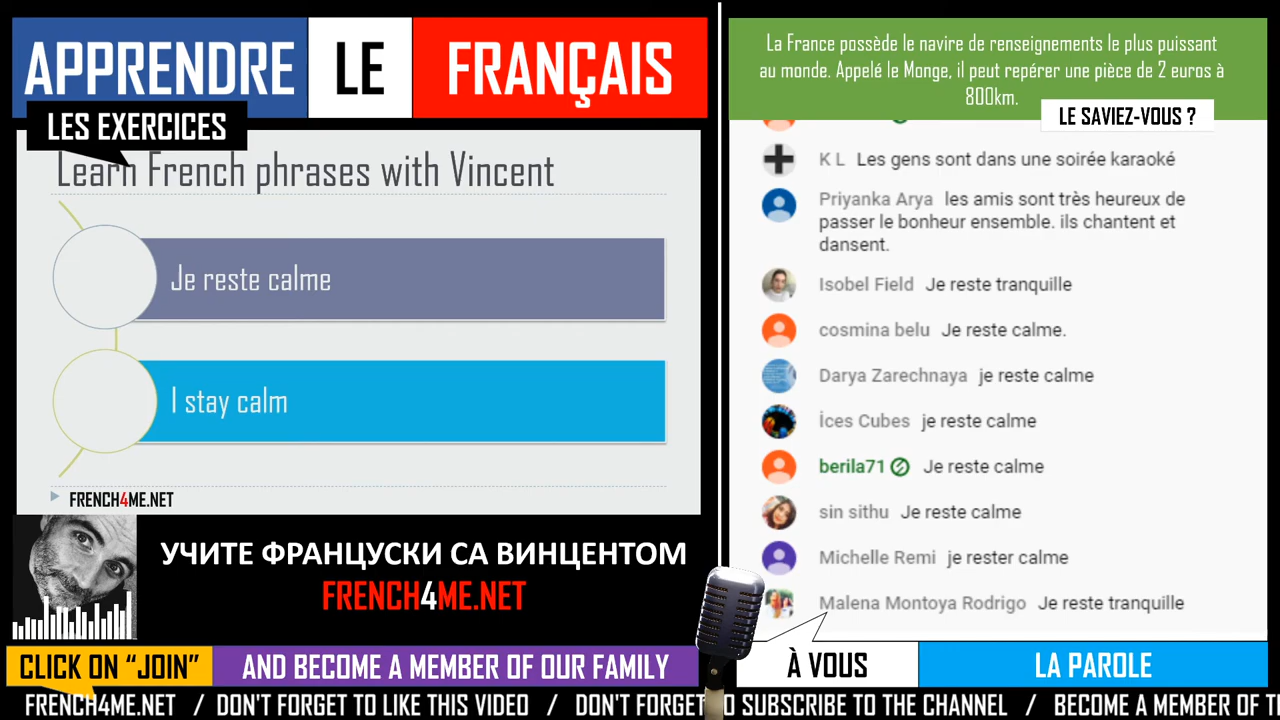 APPRENDRE LE FRANÇAIS
LES EXERCICES
Learn French phrases with Vincent
Je reste calme
I stay calm
FRENCH4ME.NET
УЧИТЕ ФРАНЦУСКИ СА ВИНЦЕНТОМ
FRENCH4ME.NET
CLICK ON “JOIN” AND BECOME A MEMBER OF OUR FAMILY
La France possède le navire de renseignements le plus puissant
au monde. Appelé le Monge, il peut repérer une pièce de 2 euros à
800km.
LE SAVIEZ-VOUS ?
K L Les gens sont dans une soirée karaoké
Priyanka Arya les amis sont très heureux de
passer le bonheur ensemble. ils chantent et
dansent.
Isobel Field Je reste tranquille
cosmina belu Je reste calme.
Darya Zarechnaya je reste calme
İces Cubes je reste calme
berila71 Je reste calme
sin sithu Je reste calme
Michelle Remi je rester calme
Malena Montoya Rodrigo Je reste tranquille
À VOUS LA PAROLE
FRENCH4ME.NET / DON'T FORGET TO LIKE THIS VIDEO / DON'T FORGET TO SUBSCRIBE TO THE CHANNEL / BECOME A MEMBER OF